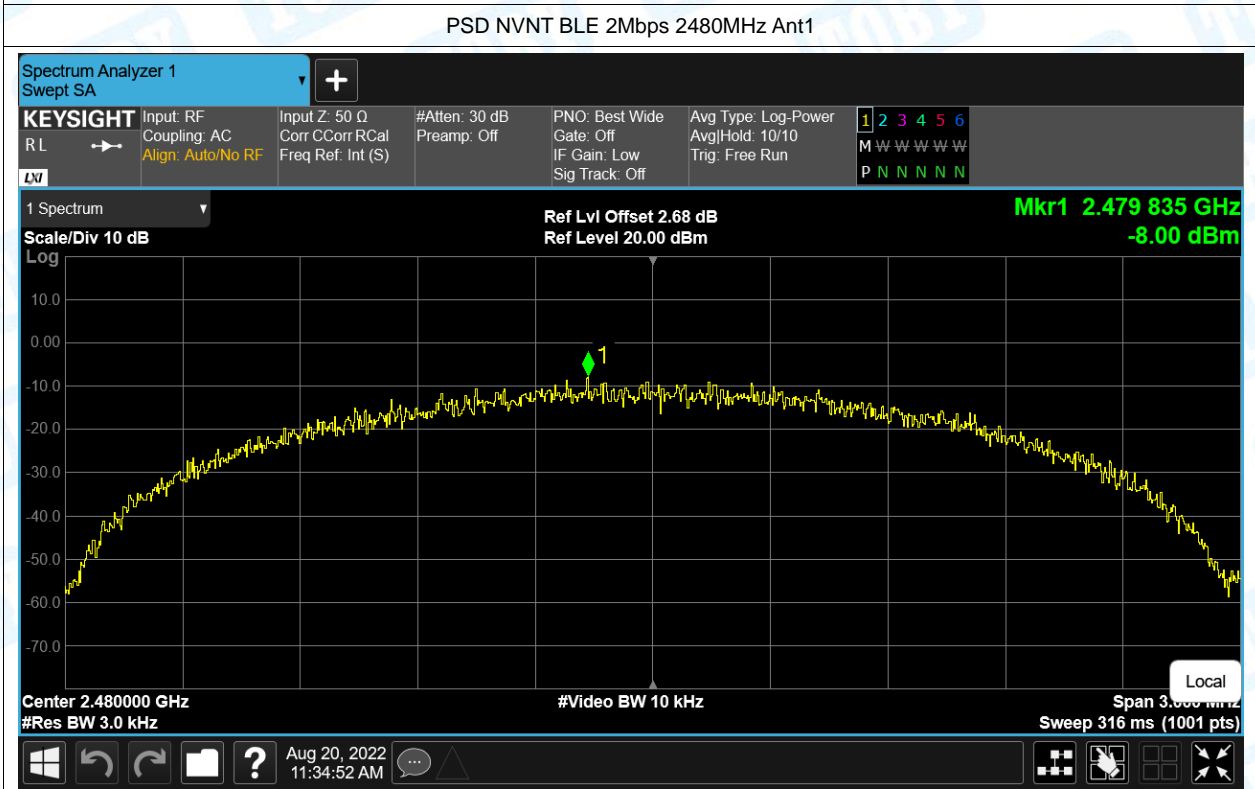 PSD NVNT BLE 2Mbps 2480MHz Ant1
Spectrum Analyzer 1
Swept SA
KEYSIGHT
R L
LXI
Input: RF
Coupling: AC
Align: Auto/No RF
Input Z: 50 Ω
Corr CCorr RCal
Freq Ref: Int (S)
#Atten: 30 dB
Preamp: Off
PNO: Best Wide
Gate: Off
IF Gain: Low
Sig Track: Off
Avg Type: Log-Power
Avg|Hold: 10/10
Trig: Free Run
1 2 3 4 5 6
M W W W W W
P N N N N N
1 Spectrum
Scale/Div 10 dB
Log
Ref Lvl Offset 2.68 dB
Ref Level 20.00 dBm
Mkr1 2.479 835 GHz
-8.00 dBm
1
10.0
0.00
-10.0
-20.0
-30.0
-40.0
-50.0
-60.0
-70.0
Local
Center 2.480000 GHz
#Video BW 10 kHz
Span 3.000 MHz
#Res BW 3.0 kHz
Sweep 316 ms (1001 pts)
Aug 20, 2022
11:34:52 AM